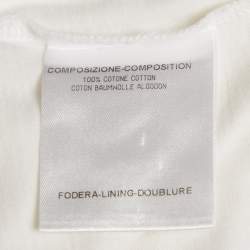 COMPOSIZIONE-COMPOSITION
100% COTONE COTTON
COTON BAUMWOLLE ALGODON
FODERA-LINING-DOUBLURE